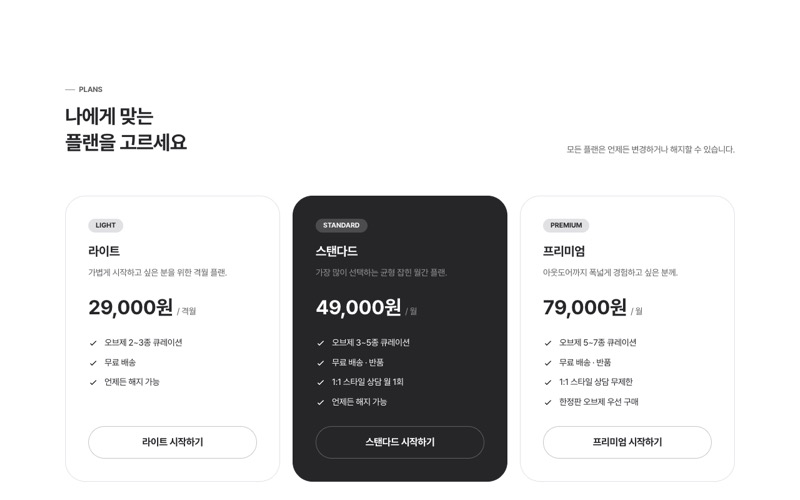 PLANS
나에게 맞는
플랜을 고르세요
모든 플랜은 언제든 변경하거나 해지할 수 있습니다.
LIGHT
라이트
가볍게 시작하고 싶은 분을 위한 격월 플랜.
29,000원 / 격월
오브제 2~3종 큐레이션
무료 배송
언제든 해지 가능
라이트 시작하기
STANDARD
스탠다드
가장 많이 선택하는 균형 잡힌 월간 플랜.
49,000원 / 월
오브제 3~5종 큐레이션
무료 배송 · 반품
1:1 스타일 상담 월 1회
언제든 해지 가능
스탠다드 시작하기
PREMIUM
프리미엄
아웃도어까지 폭넓게 경험하고 싶은 분께.
79,000원 / 월
오브제 5~7종 큐레이션
무료 배송 · 반품
1:1 스타일 상담 무제한
한정판 오브제 우선 구매
프리미엄 시작하기